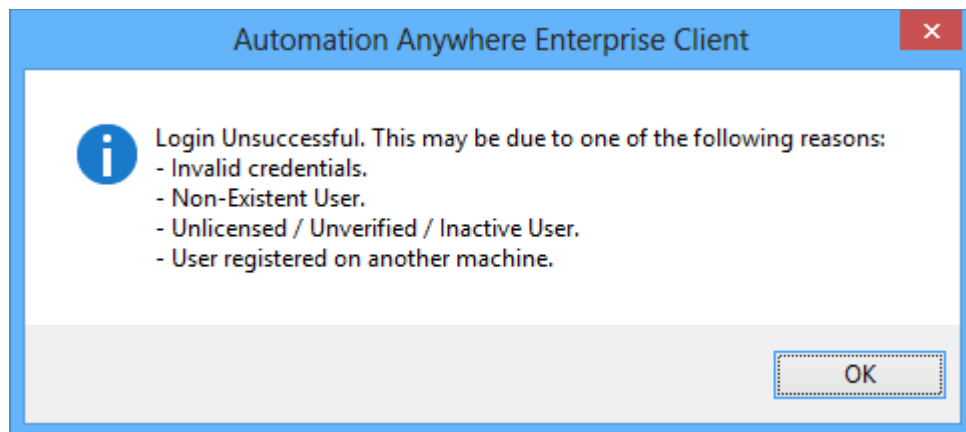 Automation Anywhere Enterprise Client
Login Unsuccessful. This may be due to one of the following reasons:
- Invalid credentials.
- Non-Existent User.
- Unlicensed / Unverified / Inactive User.
- User registered on another machine.
OK